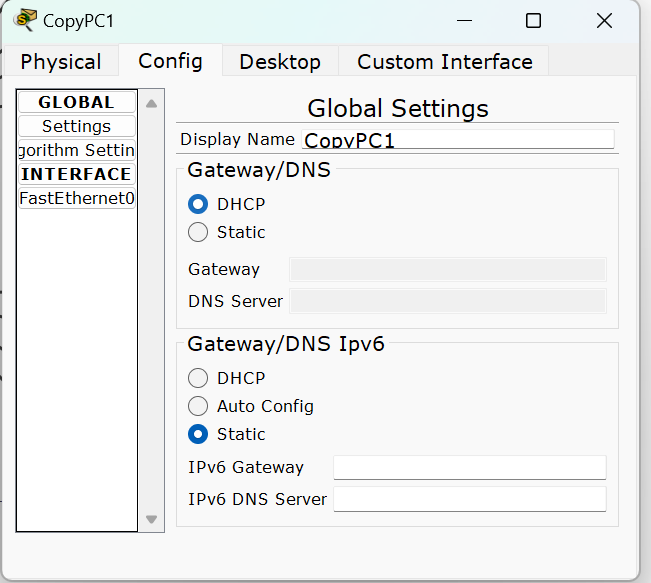 CopyPC1
Physical Config Desktop Custom Interface
GLOBAL
Settings
gorithm Settin
INTERFACE
FastEthernet0
Global Settings
Display Name CopyPC1
Gateway/DNS
DHCP
Static
Gateway
DNS Server
Gateway/DNS Ipv6
DHCP
Auto Config
Static
IPv6 Gateway
IPv6 DNS Server